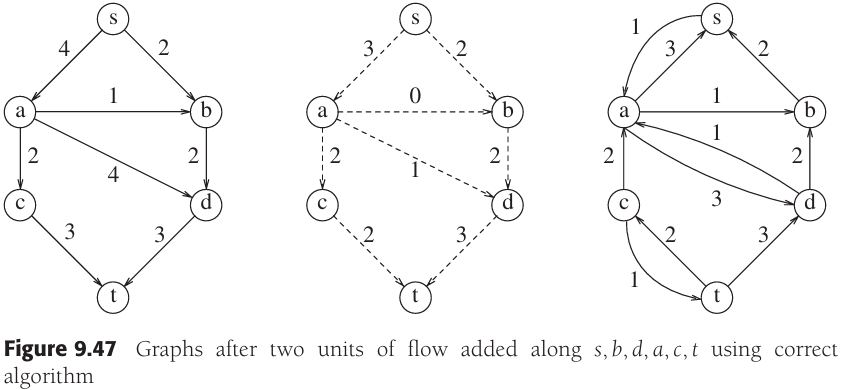 s s s
4 2 3 2 1 3 2
a 1 b a 0 b a 1 b
2 4 2 2 1 2 2 1 3 2
c d c d c d
3 3 2 3 1 2 3
t t t
Figure 9.47 Graphs after two units of flow added along s, b, d, a, c, t using correct
algorithm